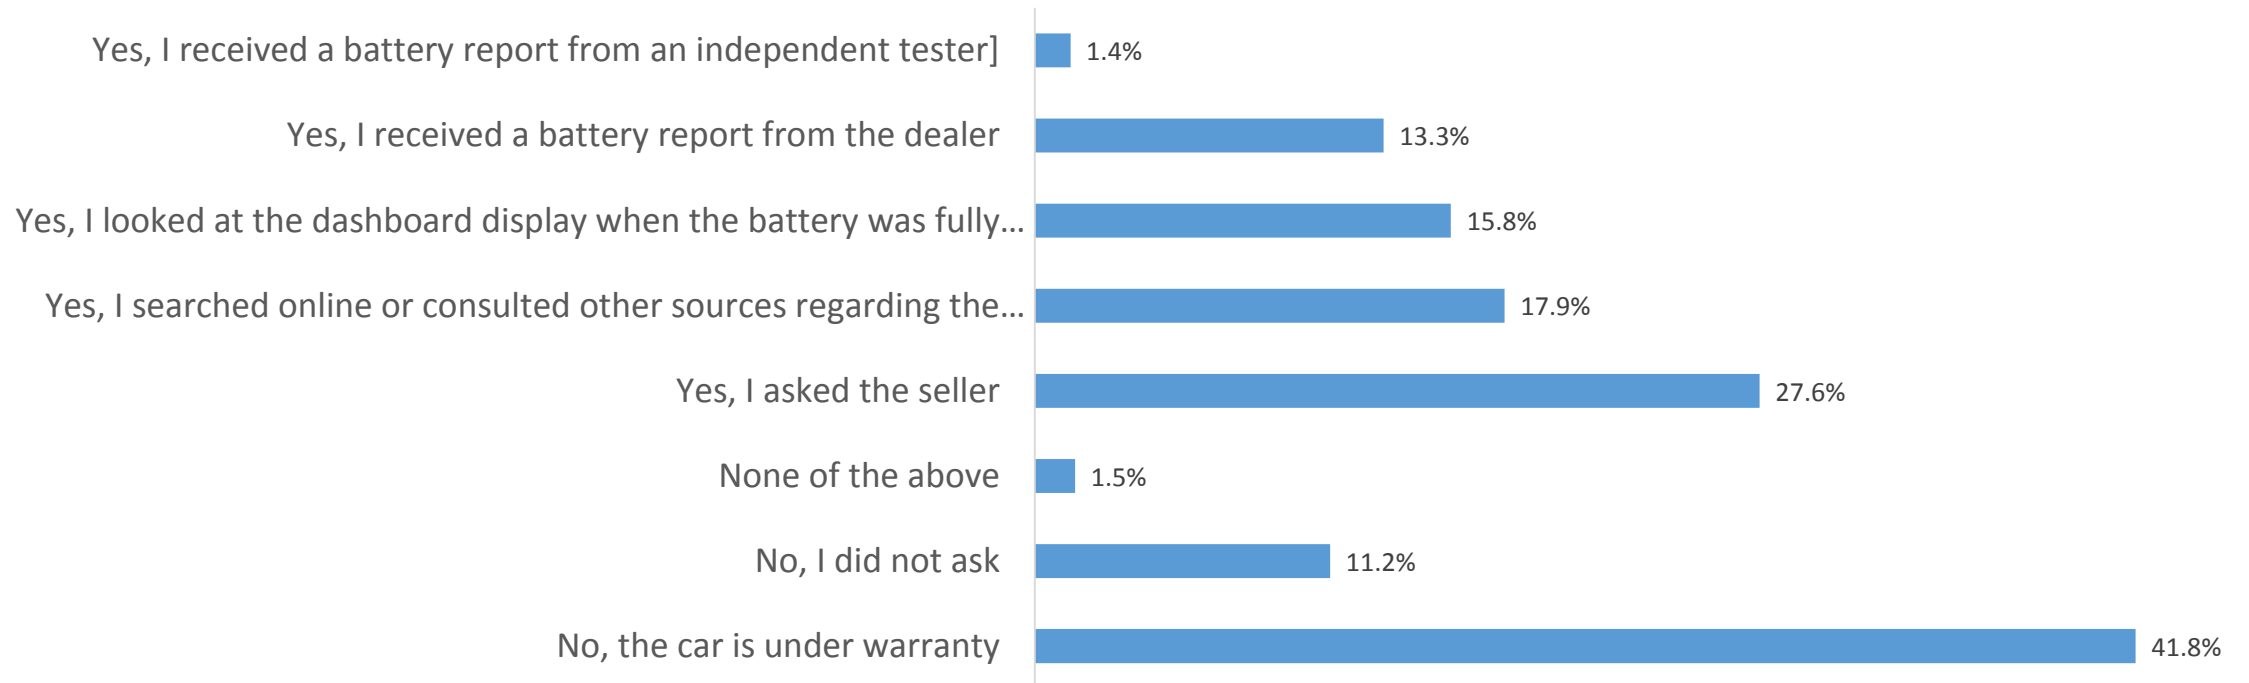 Yes, I received a battery report from an independent tester] 1.4%
Yes, I received a battery report from the dealer 13.3%
Yes, I looked at the dashboard display when the battery was fully... 15.8%
Yes, I searched online or consulted other sources regarding the... 17.9%
Yes, I asked the seller 27.6%
None of the above 1.5%
No, I did not ask 11.2%
No, the car is under warranty 41.8%